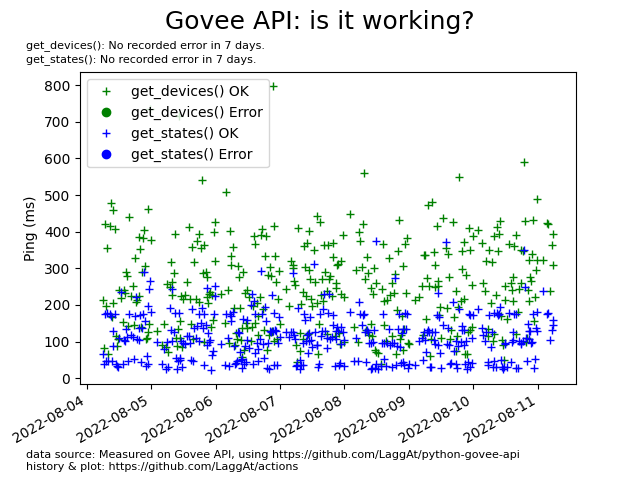 Govee API: is it working?
get_devices(): No recorded error in 7 days.
get_states(): No recorded error in 7 days.
get_devices() OK
get_devices() Error
get_states() OK
get_states() Error
Ping (ms)
800
700
600
500
400
300
200
100
0
2022-08-04
2022-08-05
2022-08-06
2022-08-07
2022-08-08
2022-08-09
2022-08-10
2022-08-11
data source: Measured on Govee API, using https://github.com/LaggAt/python-govee-api
history & plot: https://github.com/LaggAt/actions